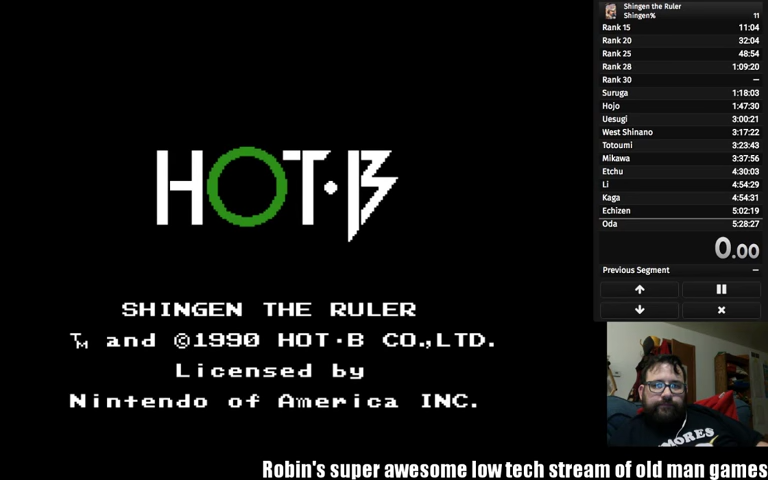 HOT·B
SHINGEN THE RULER
TM and ©1990 HOT·B CO.,LTD.
Licensed by
Nintendo of America INC.
Shingen the Ruler
Shingen% 11
Rank 15 11:04
Rank 20 32:04
Rank 25 48:54
Rank 28 1:09:20
Rank 30 —
Suruga 1:18:03
Hojo 1:47:30
Uesugi 3:00:21
West Shinano 3:17:22
Totoumi 3:23:43
Mikawa 3:37:56
Etchu 4:30:03
Li 4:54:29
Kaga 4:54:31
Echizen 5:02:19
Oda 5:28:27
0.00
Previous Segment —
Robin's super awesome low tech stream of old man games